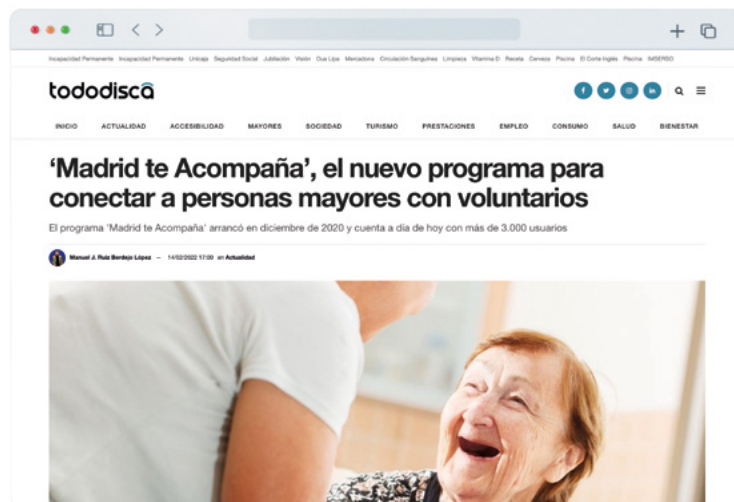 Incapacidad Permanente Incapacidad Permanente Unicaja Seguridad Social Jubilación Visión Dua Lipa Mercadona Circulación Sanguínea Limpieza Vitamina D Receta Cerveza Piscina El Corte Inglés Piscina IMSERSO
tododisca
INICIO ACTUALIDAD ACCESIBILIDAD MAYORES SOCIEDAD TURISMO PRESTACIONES EMPLEO CONSUMO SALUD BIENESTAR
‘Madrid te Acompaña’, el nuevo programa para
conectar a personas mayores con voluntarios
El programa 'Madrid te Acompaña' arrancó en diciembre de 2020 y cuenta a día de hoy con más de 3.000 usuarios
Manuel J. Ruiz Berdejo López — 14/02/2022 17:09 en Actualidad